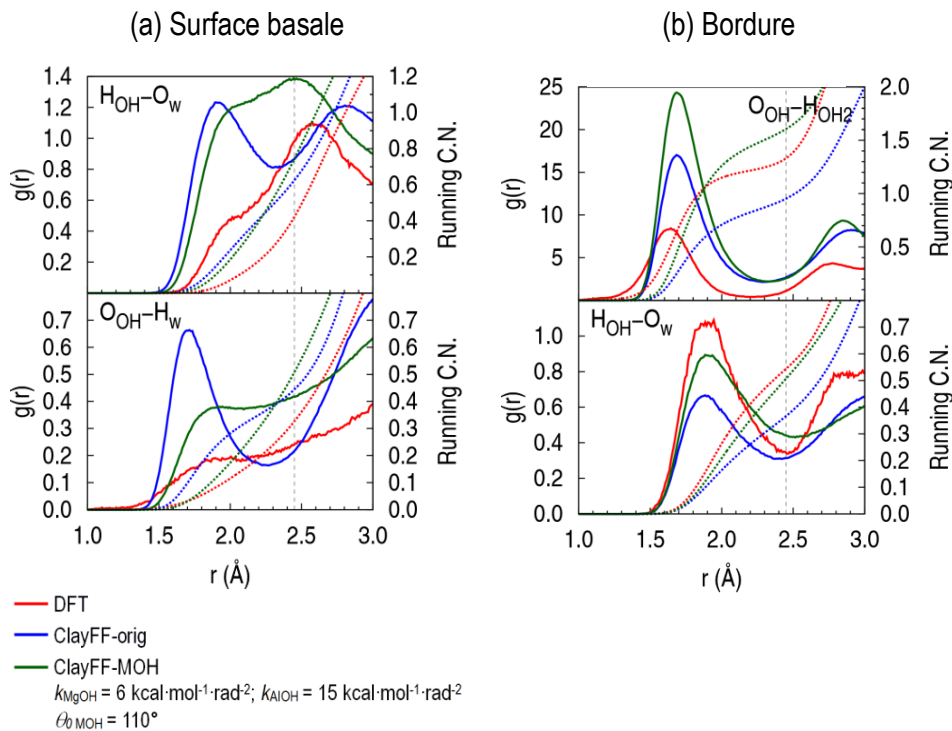 (a) Surface basale
(b) Bordure
H_OH–O_w
g(r)
1.4
1.2
1.0
0.8
0.6
0.4
0.2
1.2
1.0
0.8
0.6
0.4
0.2
Running C.N.
O_OH–H_w
g(r)
0.7
0.6
0.5
0.4
0.3
0.2
0.1
0.0
0.7
0.6
0.5
0.4
0.3
0.2
0.1
0.0
Running C.N.
1.0 1.5 2.0 2.5 3.0
r (Å)
O_OH–H_OH2
g(r)
25
20
15
10
5
2.0
1.5
1.0
0.5
Running C.N.
H_OH–O_w
g(r)
1.0
0.8
0.6
0.4
0.2
0.0
0.7
0.6
0.5
0.4
0.3
0.2
0.1
0.0
Running C.N.
1.0 1.5 2.0 2.5 3.0
r (Å)
DFT
ClayFF-orig
ClayFF-MOH
k_MgOH = 6 kcal·mol⁻¹·rad⁻²; k_AlOH = 15 kcal·mol⁻¹·rad⁻²
θ_0 MOH = 110°